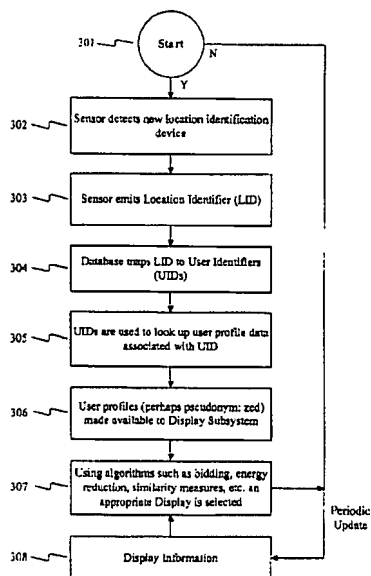 301
Start
N
Y
302
Sensor detects new location identification
device
303
Sensor emits Location Identifier (LID)
304
Database maps LID to User Identifiers
(UIDs)
305
UIDs are used to look up user profile data
associated with UID
306
User profiles (perhaps pseudonym: zed)
made available to Display Subsystem
307
Using algorithms such as bidding, energy
reduction, similarity measures, etc. an
appropriate Display is selected
Periodic
Update
308
Display Information